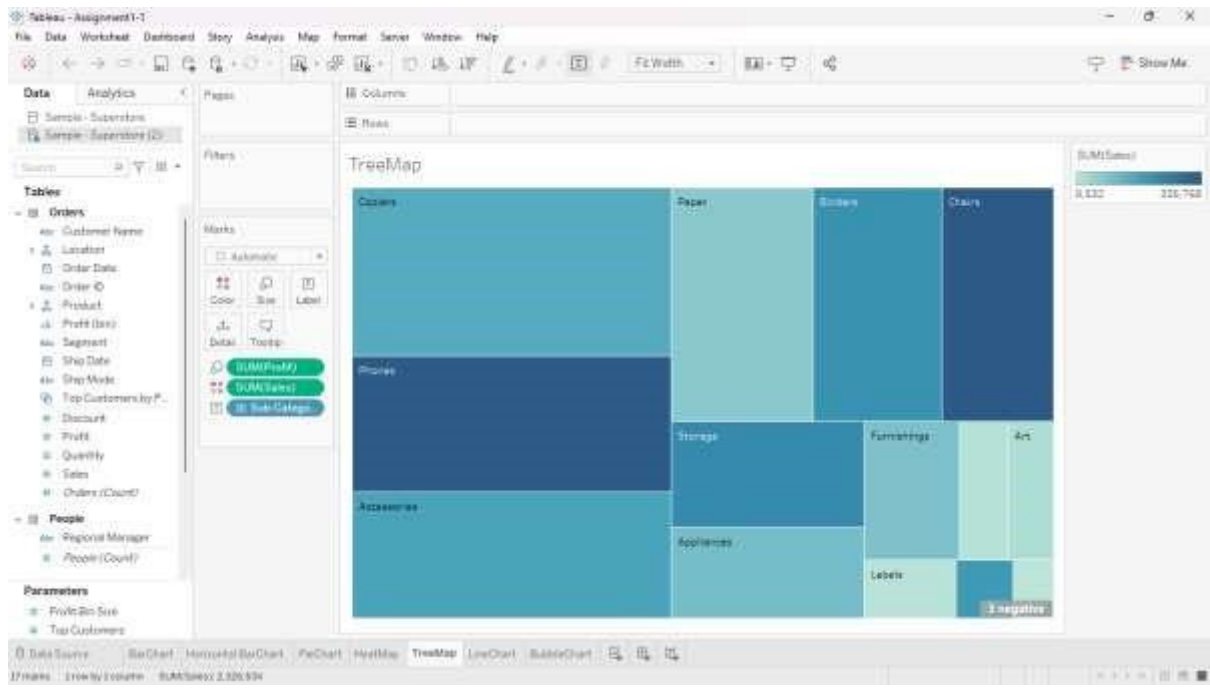 Tableau - Assignment1-1
File Data Worksheet Dashboard Story Analysis Map Format Server Window Help
Fit Width
Show Me
Data Analytics
Pages
Columns
Sample - Superstore
Sample - Superstore (2)
Rows
Search
Filters
TreeMap
SUM(Sales)
Tables
Orders
Customer Name
Location
Order Date
Order ID
Product
Profit (bin)
Segment
Ship Date
Ship Mode
Top Customers by P...
Discount
Profit
Quantity
Sales
Orders (Count)
People
Regional Manager
People (Count)
Parameters
Profit Bin Size
Top Customers
Marks
Automatic
Color Size Label
Detail Tooltip
SUM(Profit)
SUM(Sales)
Sub-Catego..
Copiers
Paper
Binders
Chairs
Phones
Storage
Furnishings
Art
Accessories
Appliances
Labels
3 negative
Data Source BarChart Horizontal BarChart PieChart HeatMap TreeMap LineChart BubbleChart
17 marks 1 row by 1 column